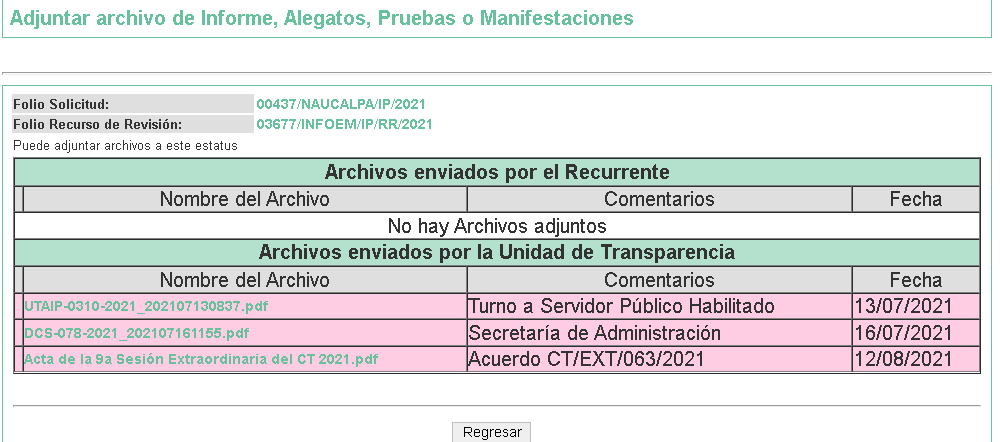 Adjuntar archivo de Informe, Alegatos, Pruebas o Manifestaciones
Folio Solicitud: 00437/NAUCALPA/IP/2021
Folio Recurso de Revisión: 03677/INFOEM/IP/RR/2021
Puede adjuntar archivos a este estatus
Archivos enviados por el Recurrente
Nombre del Archivo Comentarios Fecha
No hay Archivos adjuntos
Archivos enviados por la Unidad de Transparencia
Nombre del Archivo Comentarios Fecha
UTAIP-0310-2021_202107130837.pdf Turno a Servidor Público Habilitado 13/07/2021
DCS-078-2021_202107161155.pdf Secretaría de Administración 16/07/2021
Acta de la 9a Sesión Extraordinaria del CT 2021.pdf Acuerdo CT/EXT/063/2021 12/08/2021
Regresar